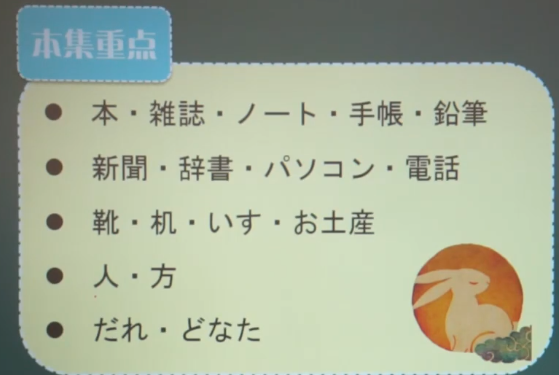 本集重点
● 本・雑誌・ノート・手帳・鉛筆
● 新聞・辞書・パソコン・電話
● 靴・机・いす・お土産
● 人・方
● だれ・どなた